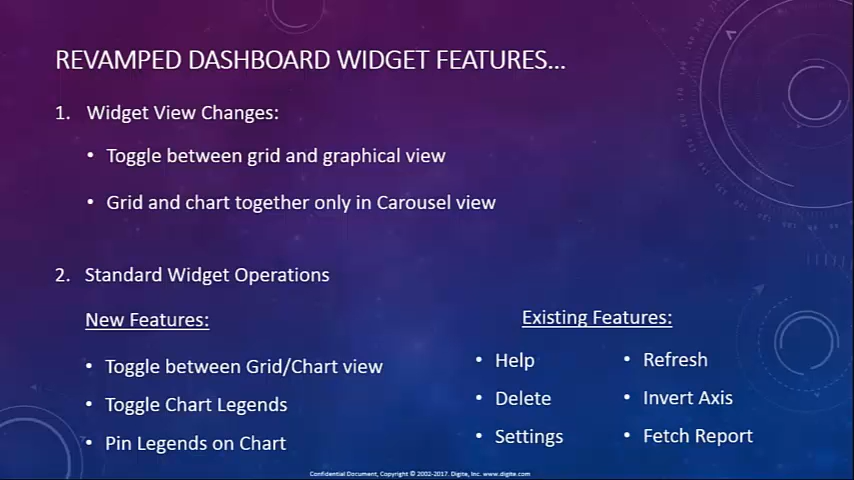 REVAMPED DASHBOARD WIDGET FEATURES...
1. Widget View Changes:
• Toggle between grid and graphical view
• Grid and chart together only in Carousel view
2. Standard Widget Operations
New Features:
• Toggle between Grid/Chart view
• Toggle Chart Legends
• Pin Legends on Chart
Existing Features:
• Help
• Delete
• Settings
• Refresh
• Invert Axis
• Fetch Report
Confidential Document, Copyright © 2002-2017. Digite, Inc. www.digite.com